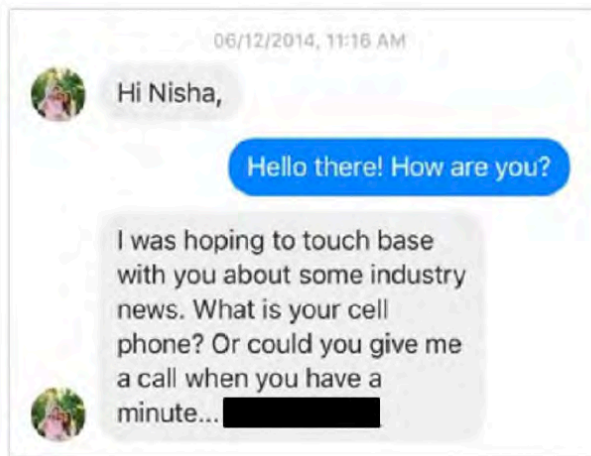 06/12/2014, 11:16 AM
Hi Nisha,
Hello there! How are you?
I was hoping to touch base
with you about some industry
news. What is your cell
phone? Or could you give me
a call when you have a
minute...